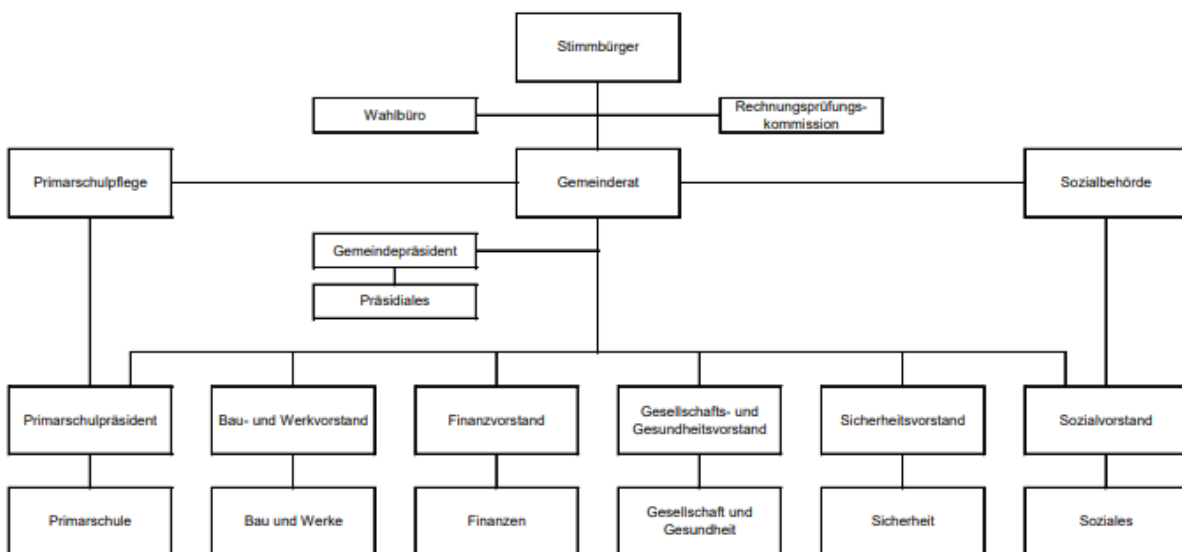 Stimmbürger
Wahlbüro
Rechnungsprüfungs-
kommission
Primarschulpflege
Gemeinderat
Sozialbehörde
Gemeindepräsident
Präsidiales
Primarschulpräsident
Bau- und Werkvorstand
Finanzvorstand
Gesellschafts- und
Gesundheitsvorstand
Sicherheitsvorstand
Sozialvorstand
Primarschule
Bau und Werke
Finanzen
Gesellschaft und
Gesundheit
Sicherheit
Soziales